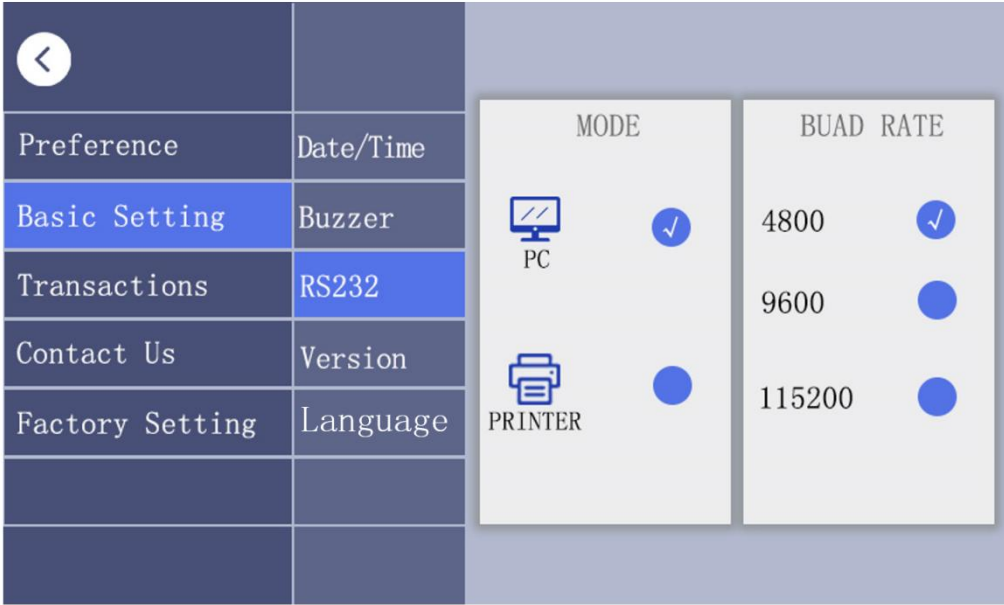 Preference
Basic Setting
Transactions
Contact Us
Factory Setting
Date/Time
Buzzer
RS232
Version
Language
MODE
PC
PRINTER
BUAD RATE
4800
9600
115200